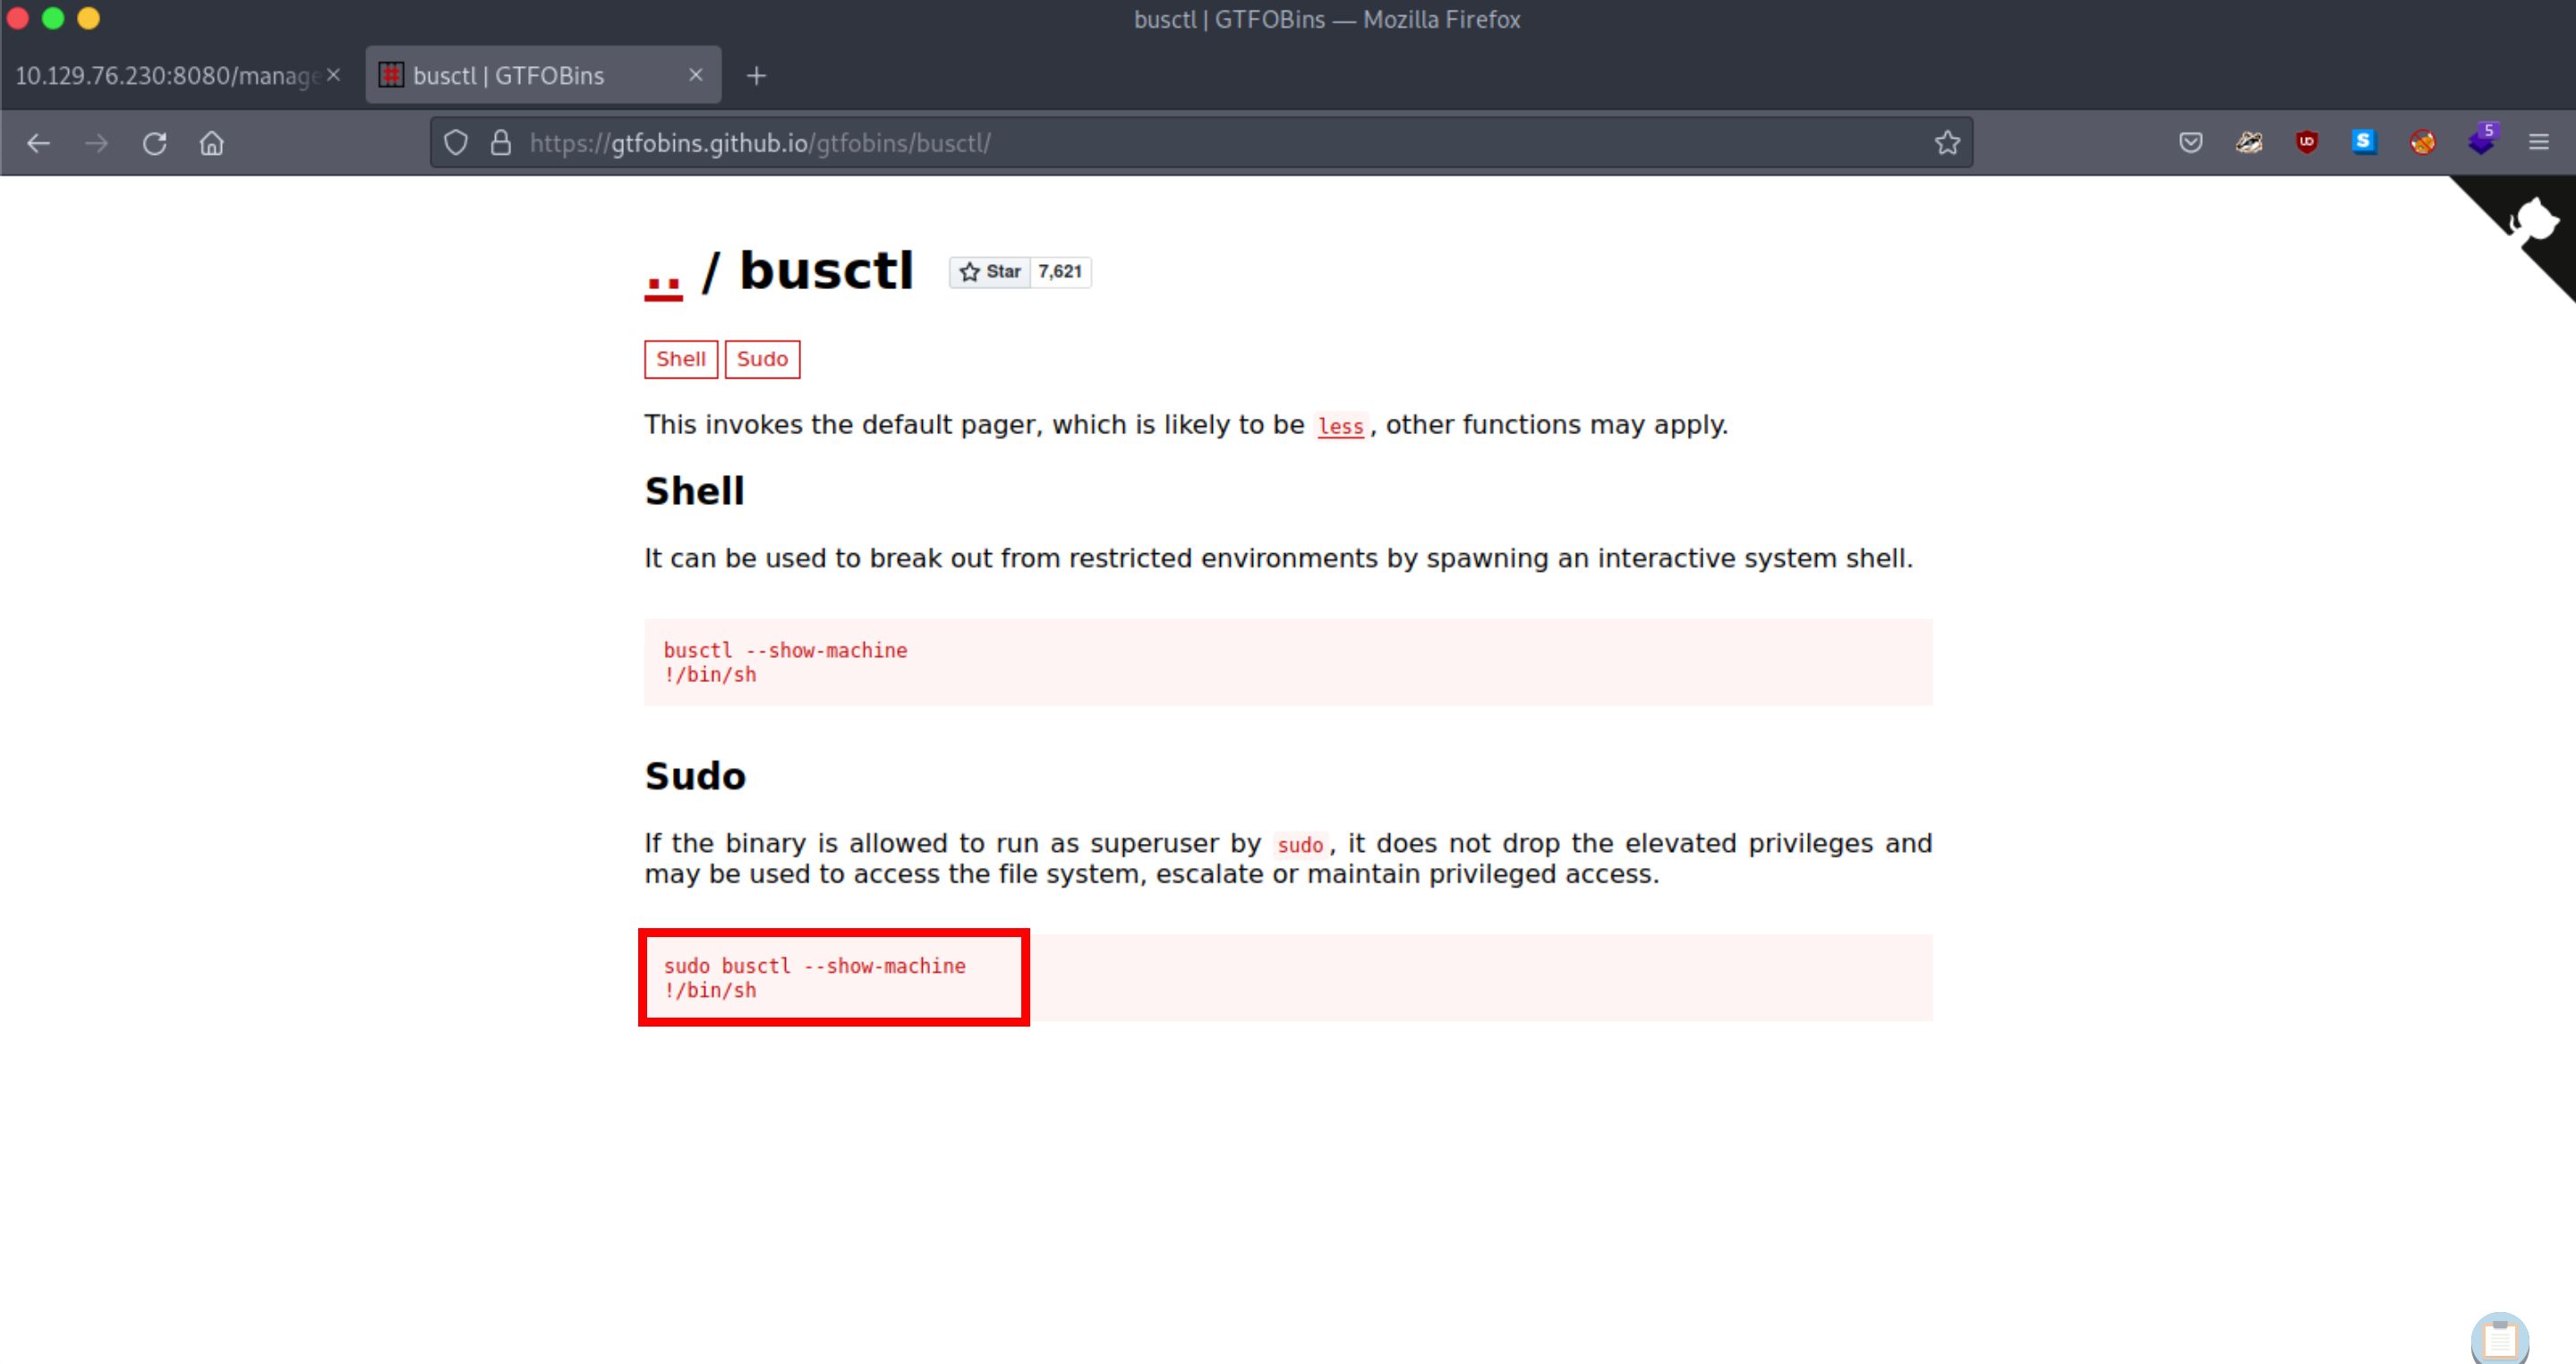 busctl | GTFOBins — Mozilla Firefox
10.129.76.230:8080/manage
busctl | GTFOBins
https://gtfobins.github.io/gtfobins/busctl/
5
.. / busctl
Star 7,621
Shell Sudo
This invokes the default pager, which is likely to be less, other functions may apply.
Shell
It can be used to break out from restricted environments by spawning an interactive system shell.
busctl --show-machine
!/bin/sh
Sudo
If the binary is allowed to run as superuser by sudo, it does not drop the elevated privileges and
may be used to access the file system, escalate or maintain privileged access.
sudo busctl --show-machine
!/bin/sh